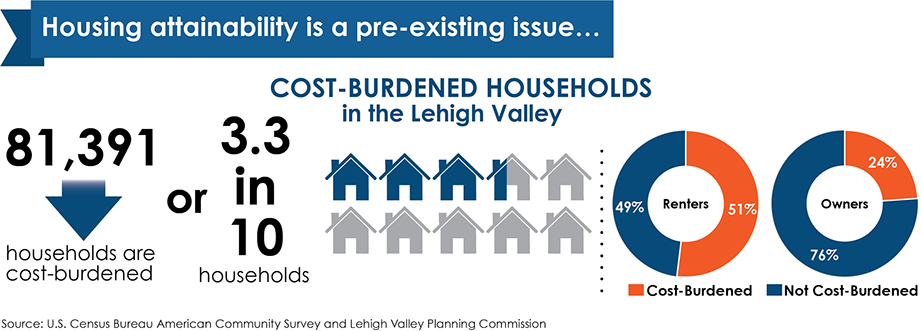 Housing attainability is a pre-existing issue…
COST-BURDENED HOUSEHOLDS
in the Lehigh Valley
81,391
households are
cost-burdened
or
3.3
in
10
households
49%
Renters
51%
24%
Owners
76%
Cost-Burdened
Not Cost-Burdened
Source: U.S. Census Bureau American Community Survey and Lehigh Valley Planning Commission